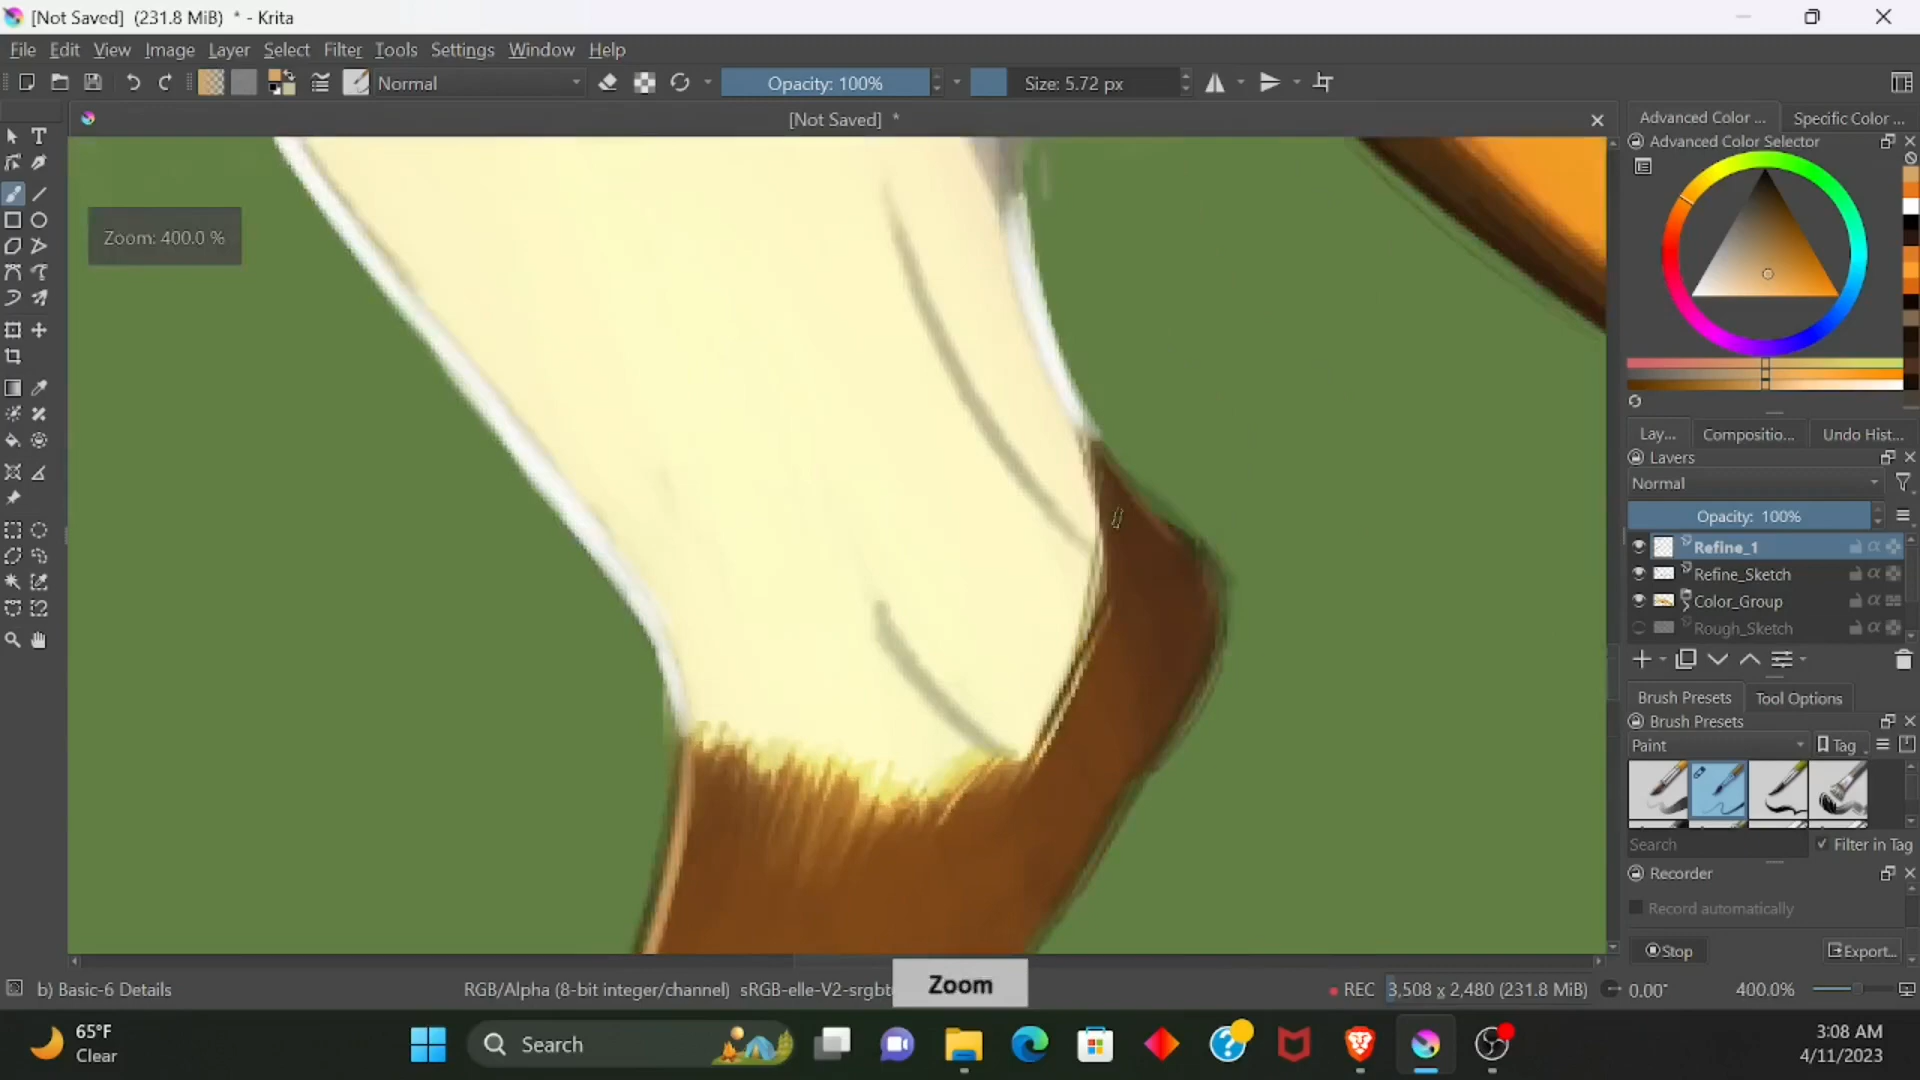 [Not Saved] (231.8 MiB) * - Krita
File Edit View Image Layer Select Filter Tools Settings Window Help
Normal
Opacity: 100%
Size: 5.72 px
[Not Saved] *
Zoom: 400.0 %
Advanced Color ...
Specific Color ...
Advanced Color Selector
Lay...
Compositio...
Undo Hist...
Layers
Normal
Opacity: 100%
Refine_1
Refine_Sketch
Color_Group
Rough_Sketch
Brush Presets
Tool Options
Brush Presets
Paint
Tag
Search
Filter in Tag
Recorder
Record automatically
Stop
Export...
b) Basic-6 Details
RGB/Alpha (8-bit integer/channel) sRGB-elle-V2-srgbt
Zoom
REC
3,508 x 2,480 (231.8 MiB)
0.00°
400.0%
65°F
Clear
Search
3:08 AM
4/11/2023